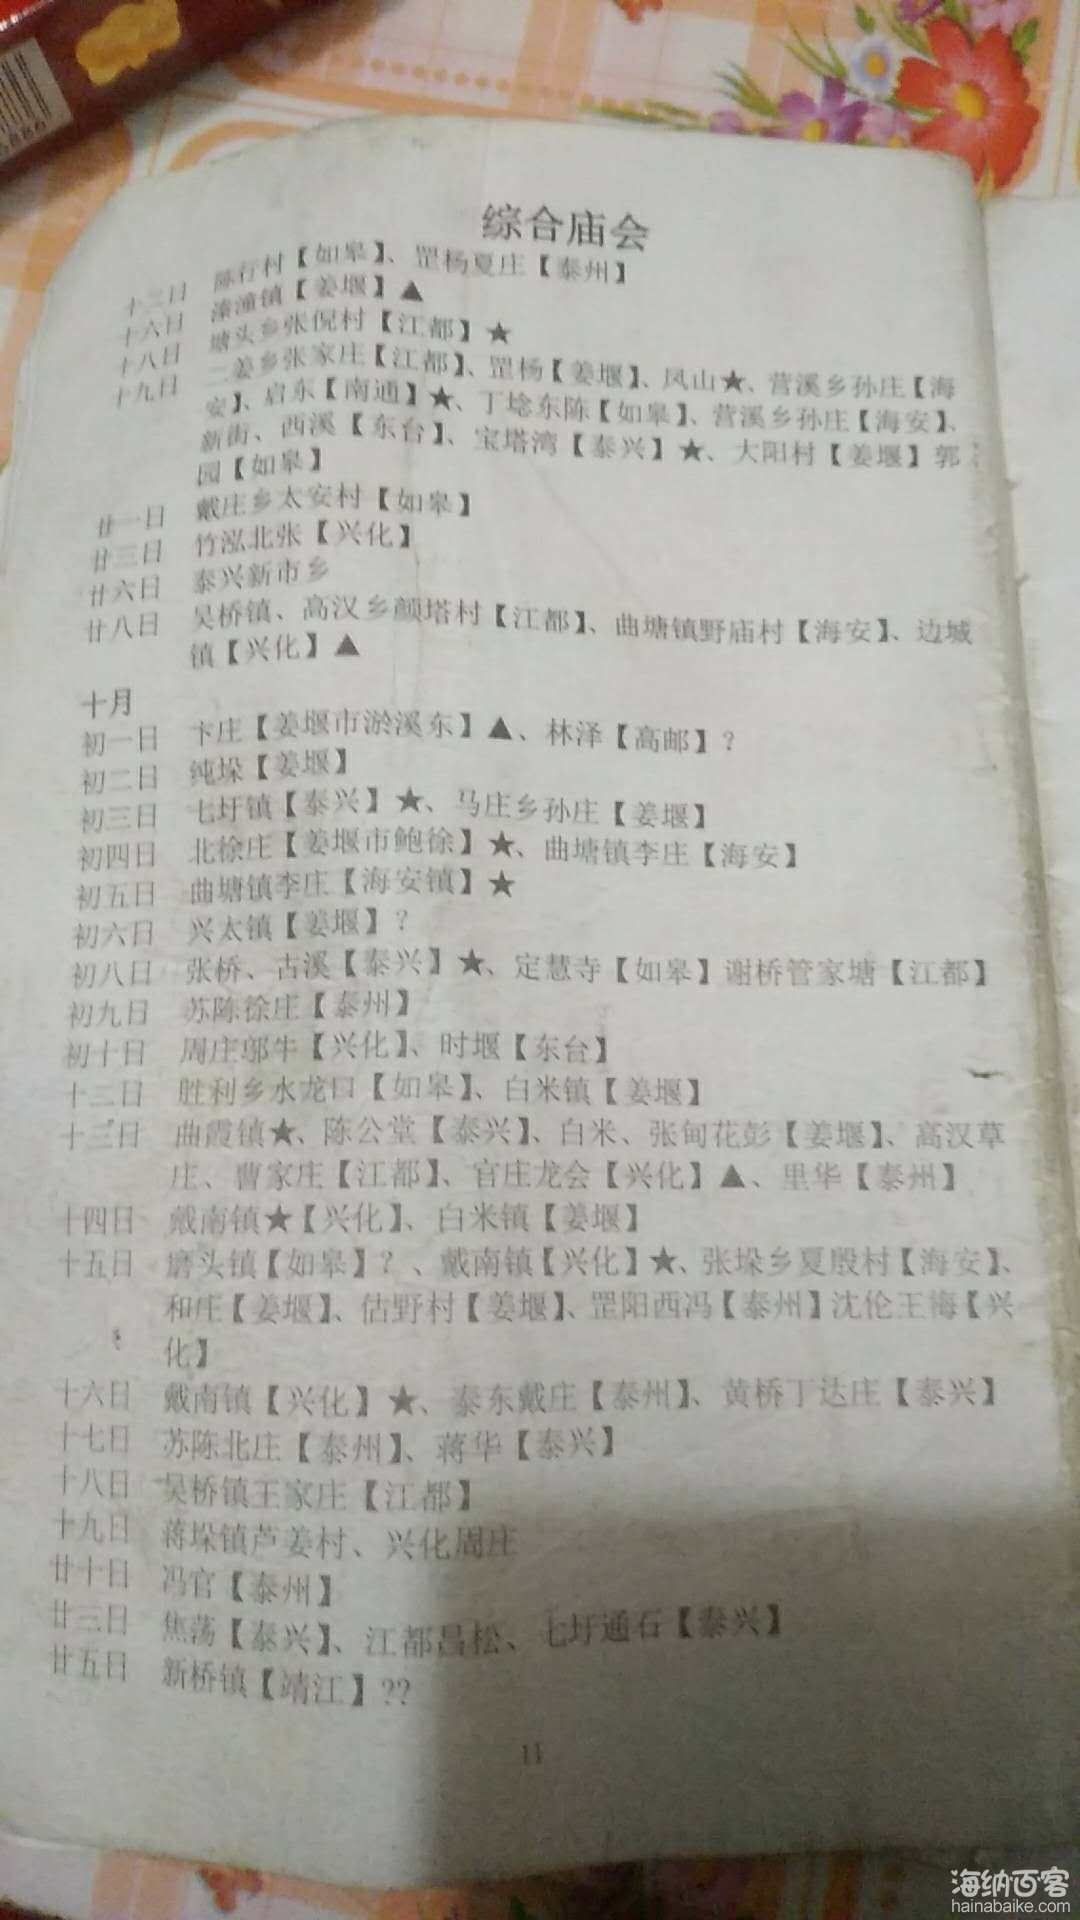 综合庙会
十二日 陈行村【如皋】、罡杨夏庄【泰州】
十六日 溱潼镇【姜堰】▲
十八日 塘头乡张倪村【江都】★
十九日 二姜乡张家庄【江都】、罡杨【姜堰】、凤山★、营溪乡孙庄【海
安】、启东【南通】★、丁埝东陈【如皋】、营溪乡孙庄【海安】、
新街、西溪【东台】、宝塔湾【泰兴】★、大阳村【姜堰】郭
园【如皋】
廿一日 戴庄乡太安村【如皋】
廿三日 竹泓北张【兴化】
廿六日 泰兴新市乡
廿八日 吴桥镇、高汉乡颜塔村【江都】、曲塘镇野庙村【海安】、边城
镇【兴化】▲
十月
初一日 卞庄【姜堰市淤溪东】▲、林泽【高邮】?
初二日 纯垛【姜堰】
初三日 七圩镇【泰兴】★、马庄乡孙庄【姜堰】
初四日 北徐庄【姜堰市鲍徐】★、曲塘镇李庄【海安】
初五日 曲塘镇李庄【海安镇】★
初六日 兴太镇【姜堰】?
初八日 张桥、古溪【泰兴】★、定慧寺【如皋】谢桥管家塘【江都】
初九日 苏陈徐庄【泰州】
初十日 周庄邬牛【兴化】、时堰【东台】
十二日 胜利乡水龙口【如皋】、白米镇【姜堰】
十三日 曲霞镇★、陈公堂【泰兴】、白米、张甸花彭【姜堰】、高汉草
庄、曹家庄【江都】、官庄龙会【兴化】▲、里华【泰州】
十四日 戴南镇★【兴化】、白米镇【姜堰】
十五日 磨头镇【如皋】?、戴南镇【兴化】★、张垛乡夏殷村【海安】、
和庄【姜堰】、估野村【姜堰】、罡阳西冯【泰州】沈伦王梅【兴
化】
十六日 戴南镇【兴化】★、泰东戴庄【泰州】、黄桥丁达庄【泰兴】
十七日 苏陈北庄【泰州】、蒋华【泰兴】
十八日 吴桥镇王家庄【江都】
十九日 蒋垛镇芦姜村、兴化周庄
廿十日 冯官【泰州】
廿三日 焦荡【泰兴】、江都昌松、七圩通石【泰兴】
廿五日 新桥镇【靖江】??
11
海纳百客
hainabaike.com